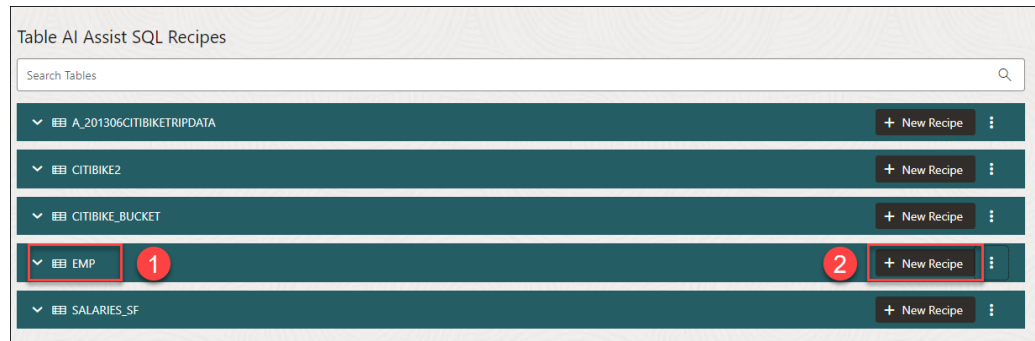 Table AI Assist SQL Recipes
Search Tables
A_201306CITIBIKETRIPDATA + New Recipe
CITIBIKE2 + New Recipe
CITIBIKE_BUCKET + New Recipe
EMP 1 2 + New Recipe
SALARIES_SF + New Recipe